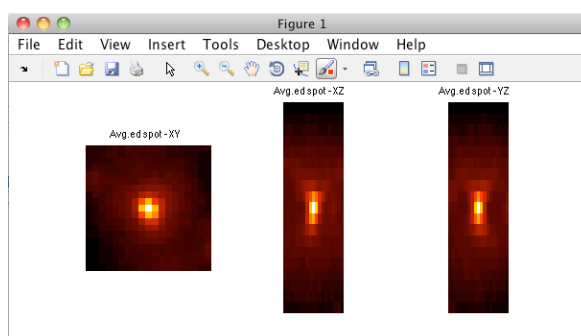 Figure 1
File Edit View Insert Tools Desktop Window Help
Avg.ed spot-XY
Avg.ed spot-XZ
Avg.ed spot-YZ